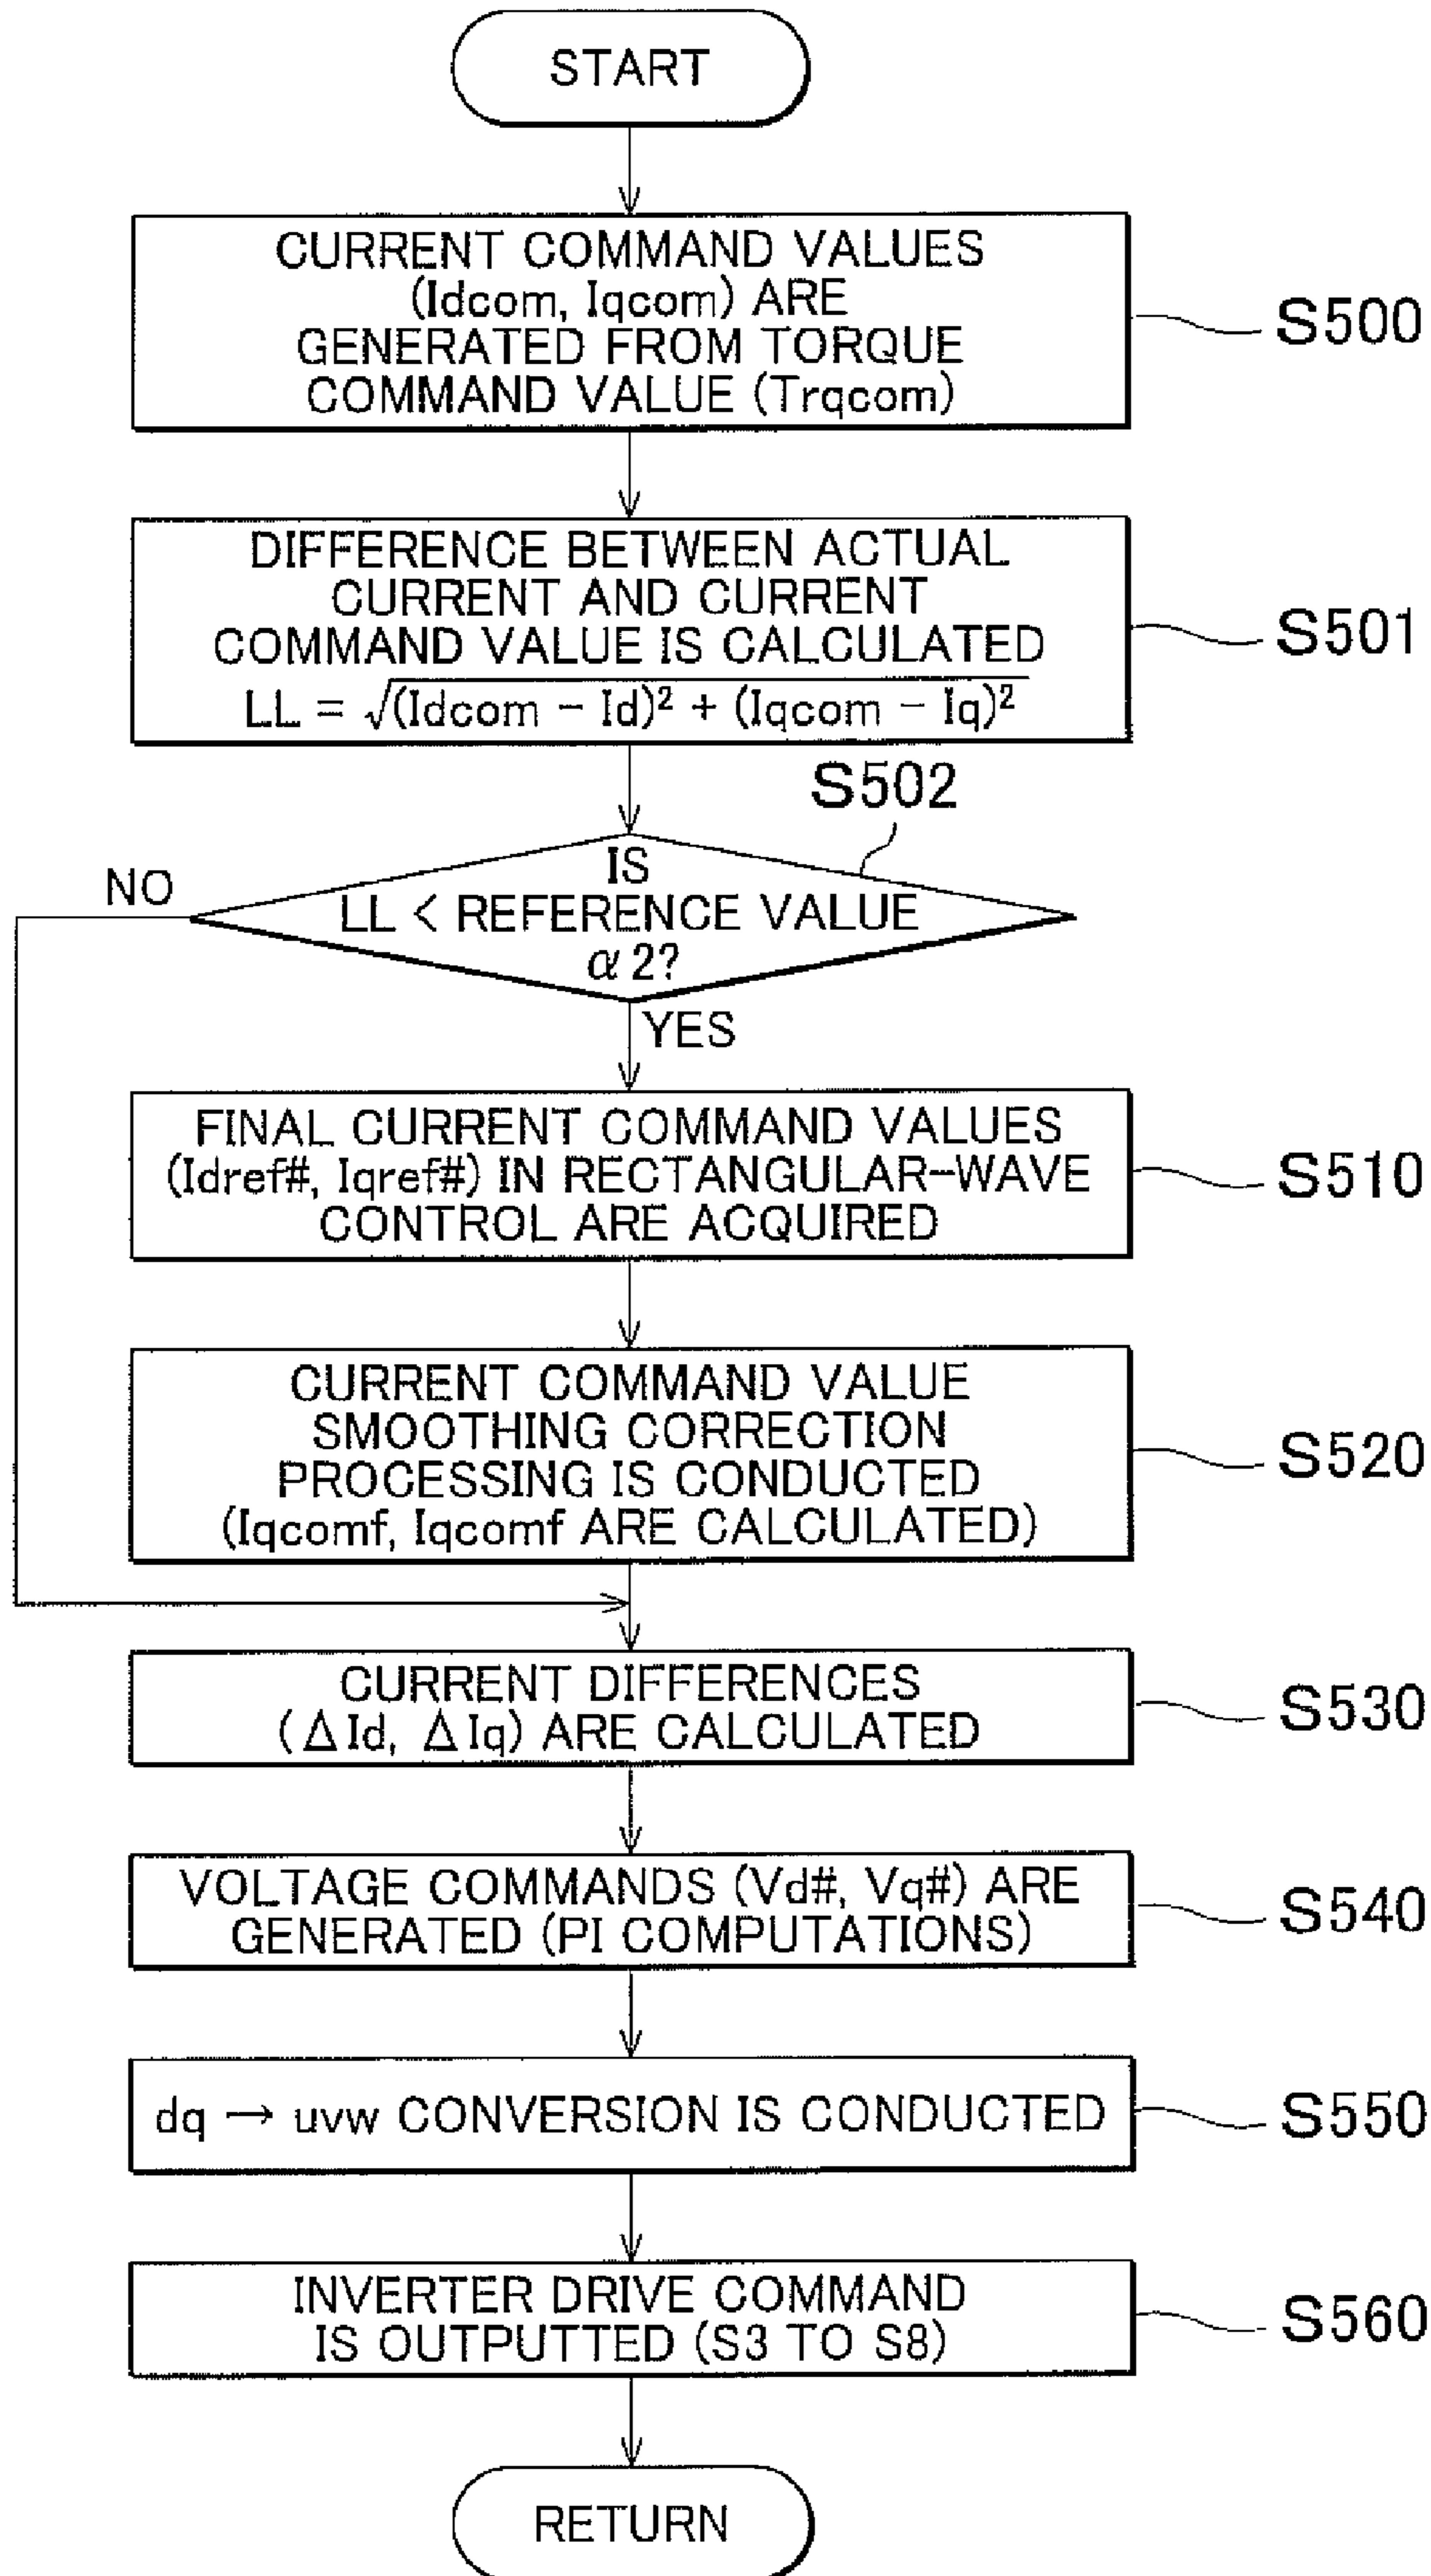 START
CURRENT COMMAND VALUES
(Idcom, Iqcom) ARE
GENERATED FROM TORQUE
COMMAND VALUE (Trqcom)
S500
DIFFERENCE BETWEEN ACTUAL
CURRENT AND CURRENT
COMMAND VALUE IS CALCULATED
LL = √(Idcom − Id)² + (Iqcom − Iq)²
S501
S502
IS
LL < REFERENCE VALUE
α2?
NO
YES
FINAL CURRENT COMMAND VALUES
(Idref#, Iqref#) IN RECTANGULAR-WAVE
CONTROL ARE ACQUIRED
S510
CURRENT COMMAND VALUE
SMOOTHING CORRECTION
PROCESSING IS CONDUCTED
(Iqcomf, Iqcomf ARE CALCULATED)
S520
CURRENT DIFFERENCES
(ΔId, ΔIq) ARE CALCULATED
S530
VOLTAGE COMMANDS (Vd#, Vq#) ARE
GENERATED (PI COMPUTATIONS)
S540
dq → uvw CONVERSION IS CONDUCTED
S550
INVERTER DRIVE COMMAND
IS OUTPUTTED (S3 TO S8)
S560
RETURN